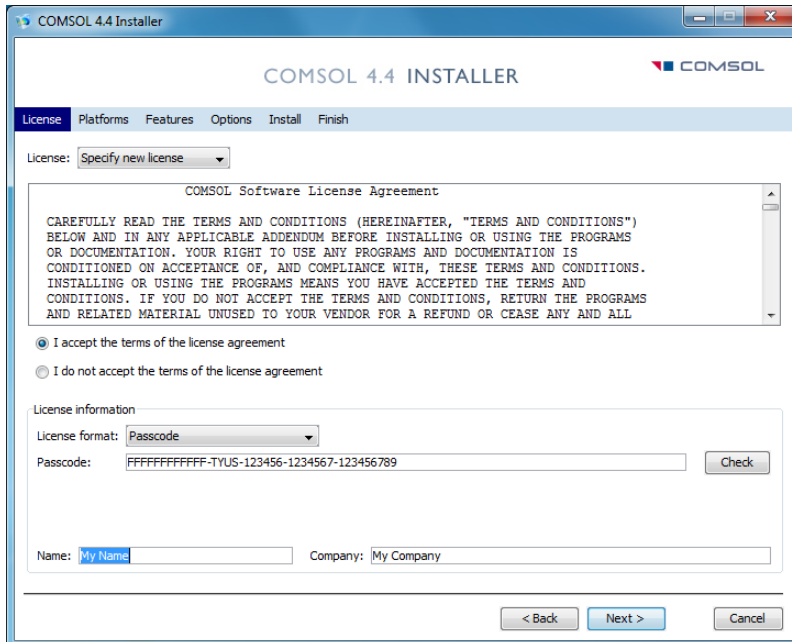 COMSOL 4.4 Installer
COMSOL 4.4 INSTALLER
COMSOL
License Platforms Features Options Install Finish
License: Specify new license
COMSOL Software License Agreement
CAREFULLY READ THE TERMS AND CONDITIONS (HEREINAFTER, "TERMS AND CONDITIONS")
BELOW AND IN ANY APPLICABLE ADDENDUM BEFORE INSTALLING OR USING THE PROGRAMS
OR DOCUMENTATION. YOUR RIGHT TO USE ANY PROGRAMS AND DOCUMENTATION IS
CONDITIONED ON ACCEPTANCE OF, AND COMPLIANCE WITH, THESE TERMS AND CONDITIONS.
INSTALLING OR USING THE PROGRAMS MEANS YOU HAVE ACCEPTED THE TERMS AND
CONDITIONS. IF YOU DO NOT ACCEPT THE TERMS AND CONDITIONS, RETURN THE PROGRAMS
AND RELATED MATERIAL UNUSED TO YOUR VENDOR FOR A REFUND OR CEASE ANY AND ALL
I accept the terms of the license agreement
I do not accept the terms of the license agreement
License information
License format: Passcode
Passcode: FFFFFFFFFFFF-TYUS-123456-1234567-123456789 Check
Name: My Name Company: My Company
< Back Next > Cancel